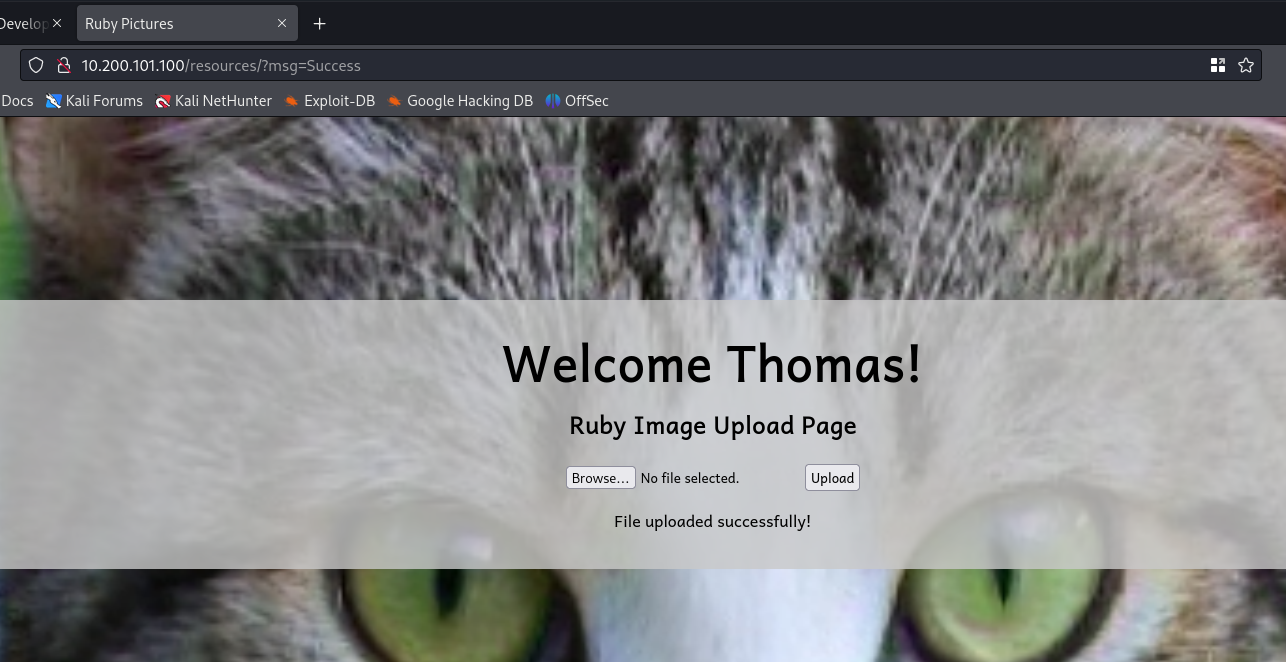 Develop
Ruby Pictures
10.200.101.100/resources/?msg=Success
Docs Kali Forums Kali NetHunter Exploit-DB Google Hacking DB OffSec
Welcome Thomas!
Ruby Image Upload Page
Browse... No file selected. Upload
File uploaded successfully!